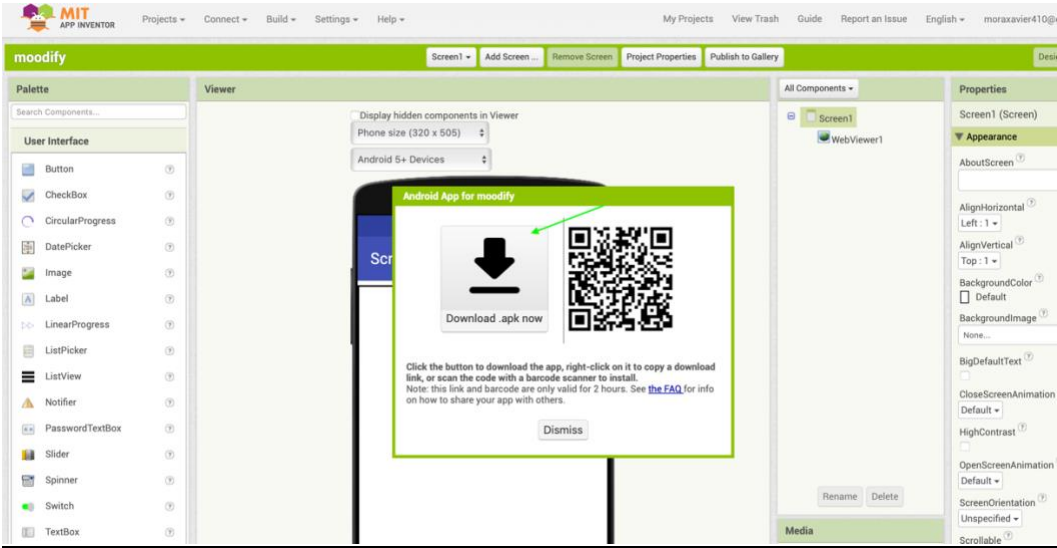 MIT
APP INVENTOR
Projects
Connect
Build
Settings
Help
My Projects
View Trash
Guide
Report an Issue
English
moraxavier410@
moodify
Screen1
Add Screen ...
Remove Screen
Project Properties
Publish to Gallery
Desi
Palette
Search Components...
User Interface
Button
CheckBox
CircularProgress
DatePicker
Image
Label
LinearProgress
ListPicker
ListView
Notifier
PasswordTextBox
Slider
Spinner
Switch
TextBox
Viewer
Display hidden components in Viewer
Phone size (320 x 505)
Android 5+ Devices
Scr
Android App for moodify
Download .apk now
Click the button to download the app, right-click on it to copy a download
link, or scan the code with a barcode scanner to install.
Note: this link and barcode are only valid for 2 hours. See the FAQ for info
on how to share your app with others.
Dismiss
All Components
Screen1
WebViewer1
Rename
Delete
Media
Properties
Screen1 (Screen)
Appearance
AboutScreen
AlignHorizontal
Left : 1
AlignVertical
Top : 1
BackgroundColor
Default
BackgroundImage
None...
BigDefaultText
CloseScreenAnimation
Default
HighContrast
OpenScreenAnimation
Default
ScreenOrientation
Unspecified
Scrollable